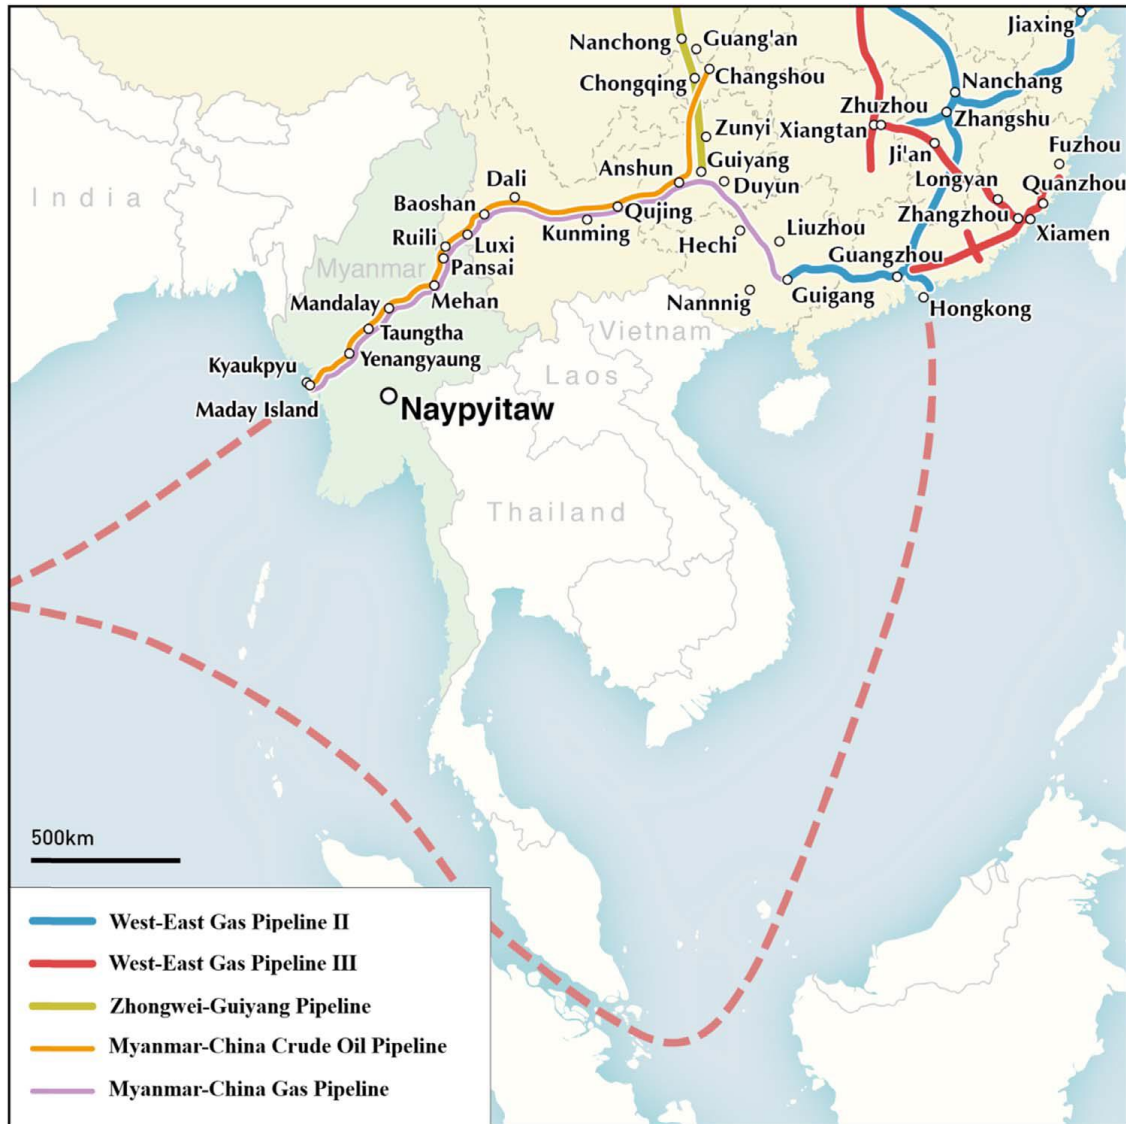 Jiaxing
Nanchong
Guang'an
Chongqing
Changshou
Nanchang
Zhuzhou
Zhangshu
Zunyi
Xiangtan
Ji'an
Fuzhou
Anshun
Guiyang
Duyun
Longyan
Quanzhou
India
Dali
Baoshan
Qujing
Zhangzhou
Xiamen
Ruili
Luxi
Kunming
Hechi
Liuzhou
Guangzhou
Myanmar
Pansai
Mandalay
Mehan
Nannnig
Guigang
Hongkong
Taungtha
Vietnam
Kyaukpyu
Yenangyaung
Laos
Maday Island
Naypyitaw
Thailand
500km
West-East Gas Pipeline II
West-East Gas Pipeline III
Zhongwei-Guiyang Pipeline
Myanmar-China Crude Oil Pipeline
Myanmar-China Gas Pipeline